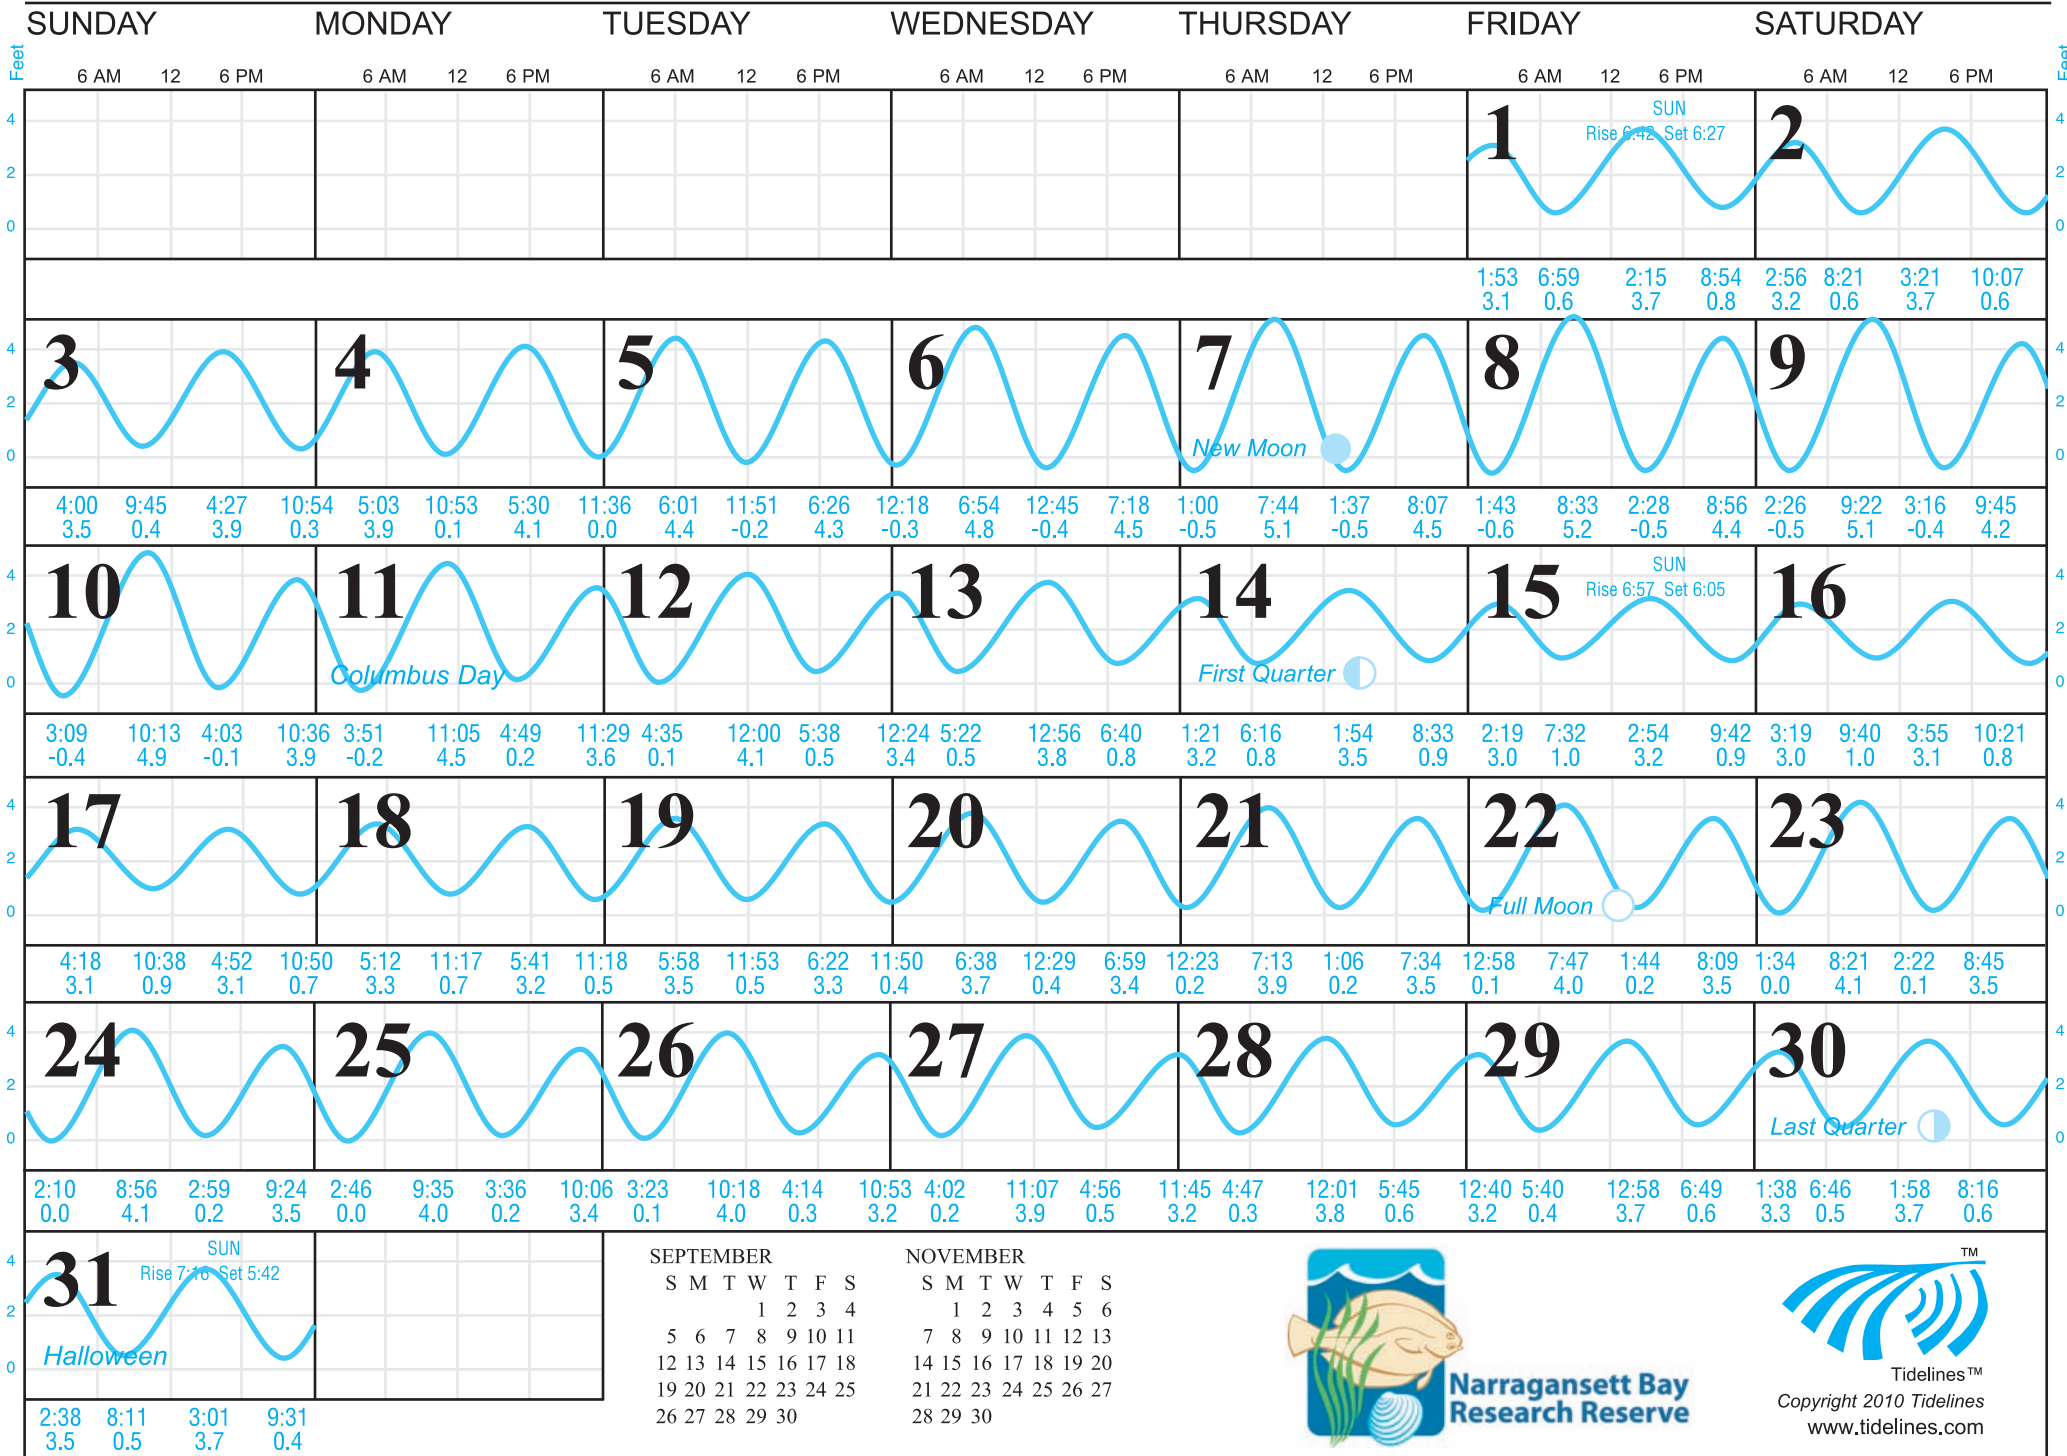 SUNDAY MONDAY TUESDAY WEDNESDAY THURSDAY FRIDAY SATURDAY
Feet 6 AM 12 6 PM 6 AM 12 6 PM 6 AM 12 6 PM 6 AM 12 6 PM 6 AM 12 6 PM 6 AM 12 6 PM 6 AM 12 6 PM Feet
1 SUN 2
Rise 6:42 Set 6:27
4 4
2 2
0 0
1:53 6:59 2:15 8:54 2:56 8:21 3:21 10:07
3.1 0.6 3.7 0.8 3.2 0.6 3.7 0.6
3 4 5 6 7 8 9
4 4
2 2
New Moon
0 0
4:00 9:45 4:27 10:54 5:03 10:53 5:30 11:36 6:01 11:51 6:26 12:18 6:54 12:45 7:18 1:00 7:44 1:37 8:07 1:43 8:33 2:28 8:56 2:26 9:22 3:16 9:45
3.5 0.4 3.9 0.3 3.9 0.1 4.1 0.0 4.4 -0.2 4.3 -0.3 4.8 -0.4 4.5 -0.5 5.1 -0.5 4.5 -0.6 5.2 -0.5 4.4 -0.5 5.1 -0.4 4.2
10 11 12 13 14 15 SUN 16
Rise 6:57 Set 6:05
4 4
2 2
Columbus Day First Quarter
0 0
3:09 10:13 4:03 10:36 3:51 11:05 4:49 11:29 4:35 12:00 5:38 12:24 5:22 12:56 6:40 1:21 6:16 1:54 8:33 2:19 7:32 2:54 9:42 3:19 9:40 3:55 10:21
-0.4 4.9 -0.1 3.9 -0.2 4.5 0.2 3.6 0.1 4.1 0.5 3.4 0.5 3.8 0.8 3.2 0.8 3.5 0.9 3.0 1.0 3.2 0.9 3.0 1.0 3.1 0.8
17 18 19 20 21 22 23
4 4
2 2
Full Moon
0 0
4:18 10:38 4:52 10:50 5:12 11:17 5:41 11:18 5:58 11:53 6:22 11:50 6:38 12:29 6:59 12:23 7:13 1:06 7:34 12:58 7:47 1:44 8:09 1:34 8:21 2:22 8:45
3.1 0.9 3.1 0.7 3.3 0.7 3.2 0.5 3.5 0.5 3.3 0.4 3.7 0.4 3.4 0.2 3.9 0.2 3.5 0.1 4.0 0.2 3.5 0.0 4.1 0.1 3.5
24 25 26 27 28 29 30
4 4
2 2
Last Quarter
0 0
2:10 8:56 2:59 9:24 2:46 9:35 3:36 10:06 3:23 10:18 4:14 10:53 4:02 11:07 4:56 11:45 4:47 12:01 5:45 12:40 5:40 12:58 6:49 1:38 6:46 1:58 8:16
0.0 4.1 0.2 3.5 0.0 4.0 0.2 3.4 0.1 4.0 0.3 3.2 0.2 3.9 0.5 3.2 0.3 3.8 0.6 3.2 0.4 3.7 0.6 3.3 0.5 3.7 0.6
31 SUN
Rise 7:16 Set 5:42
4
2
Halloween
0
2:38 8:11 3:01 9:31
3.5 0.5 3.7 0.4
SEPTEMBER
S M T W T F S
1 2 3 4
5 6 7 8 9 10 11
12 13 14 15 16 17 18
19 20 21 22 23 24 25
26 27 28 29 30
NOVEMBER
S M T W T F S
1 2 3 4 5 6
7 8 9 10 11 12 13
14 15 16 17 18 19 20
21 22 23 24 25 26 27
28 29 30
Narragansett Bay
Research Reserve
TM
Tidelines™
Copyright 2010 Tidelines
www.tidelines.com